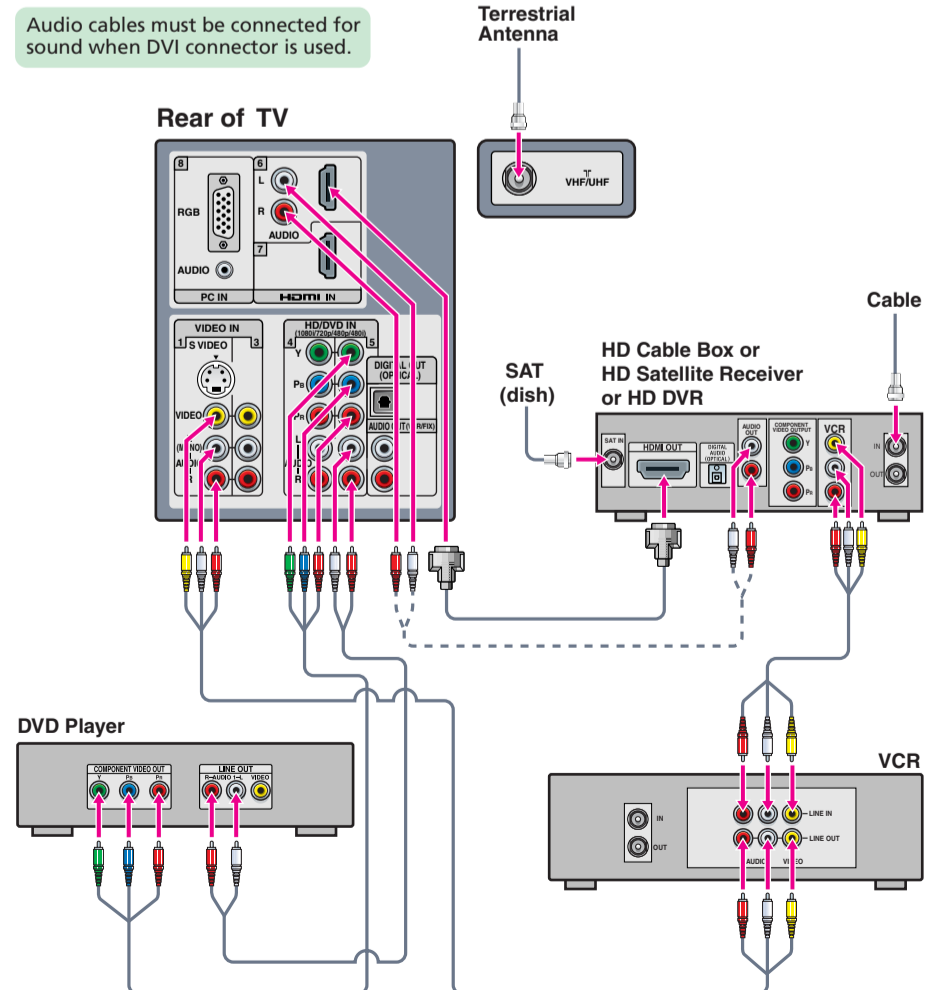 Audio cables must be connected for
sound when DVI connector is used.
Terrestrial
Antenna
VHF/UHF
Rear of TV
8
RGB
AUDIO
PC IN
6
L
R
AUDIO
7
HDMI IN
VIDEO IN
1
S VIDEO
3
VIDEO
(MONO)
R
HD/DVD IN
(1080i/720p/480p/480i)
4
5
Y
PB
PR
L
R
DIGITAL OUT
(OPTICAL)
Cable
SAT
(dish)
HD Cable Box or
HD Satellite Receiver
or HD DVR
SAT IN
HDMI OUT
DIGITAL
AUDIO
(OPTICAL)
AUDIO
OUT
COMPONENT
VIDEO OUTPUT
Y
PB
PR
VCR
IN
OUT
DVD Player
COMPONENT VIDEO OUT
Y
PB
PR
LINE OUT
R–AUDIO 1–L
VIDEO
VCR
IN
OUT
LINE IN
LINE OUT
AUDIO
VIDEO